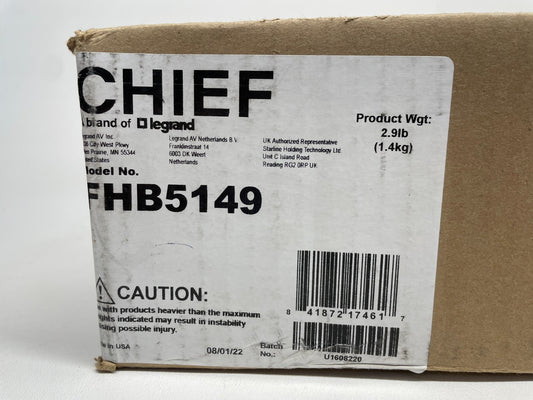 CHIEF
a brand of legrand
Legrand AV Inc.
City West Pkwy
Prairie, MN 55344
United States
Legrand AV Netherlands B.V.
Franklinstraat 14
6003 DK Weert
Netherlands
UK Authorized Representative
Starline Holding Technology Ltd.
Unit C Island Road
Reading RG2 0RP UK
Product Wgt:
2.9lb
(1.4kg)
Model No.
FHB5149
CAUTION:
with products heavier than the maximum
weights indicated may result in instability
causing possible injury.
in USA
08/01/22
8 41872 17461 7
Batch
No.:
U1608220